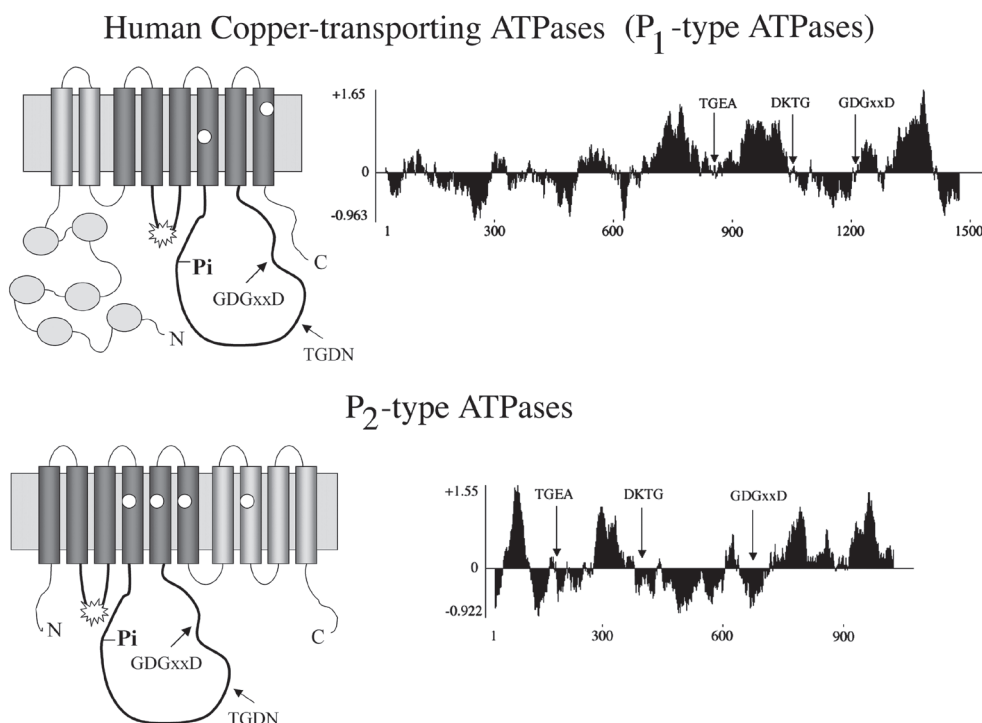 Human Copper-transporting ATPases (P1-type ATPases)
+1.65
TGEA
DKTG
GDGxxD
0
-0.963
1
300
600
900
1200
1500
Pi
GDGxxD
C
N
TGDN
P2-type ATPases
+1.55
TGEA
DKTG
GDGxxD
0
-0.922
1
300
600
900
N
Pi
GDGxxD
C
TGDN